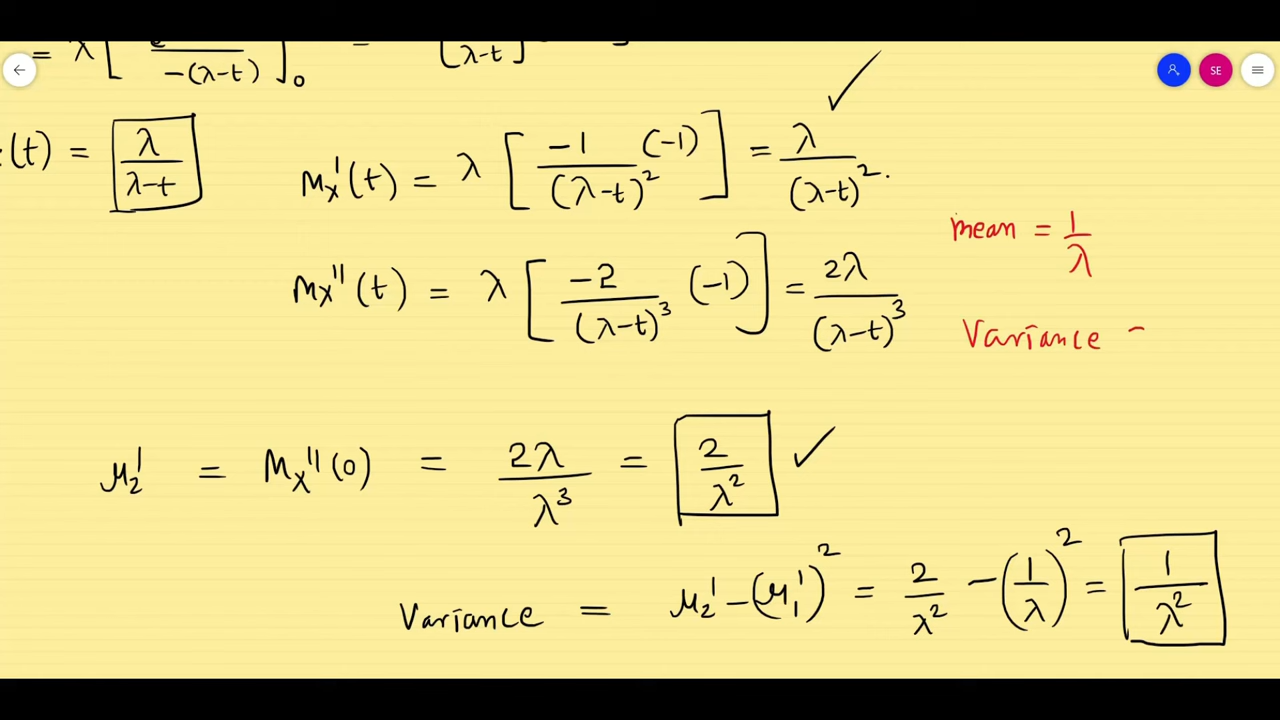 = λ [ e / -(λ-t) ]₀ = [λ-t]
SE
(t) = λ/(λ-t)
Mx'(t) = λ [ -1/(λ-t)² (-1) ] = λ/(λ-t)².
Mx''(t) = λ [ -2/(λ-t)³ (-1) ] = 2λ/(λ-t)³
mean = 1/λ
Variance -
μ₂' = Mx''(0) = 2λ/λ³ = 2/λ² ✓
Variance = μ₂' - (μ₁')² = 2/λ² - (1/λ)² = 1/λ²